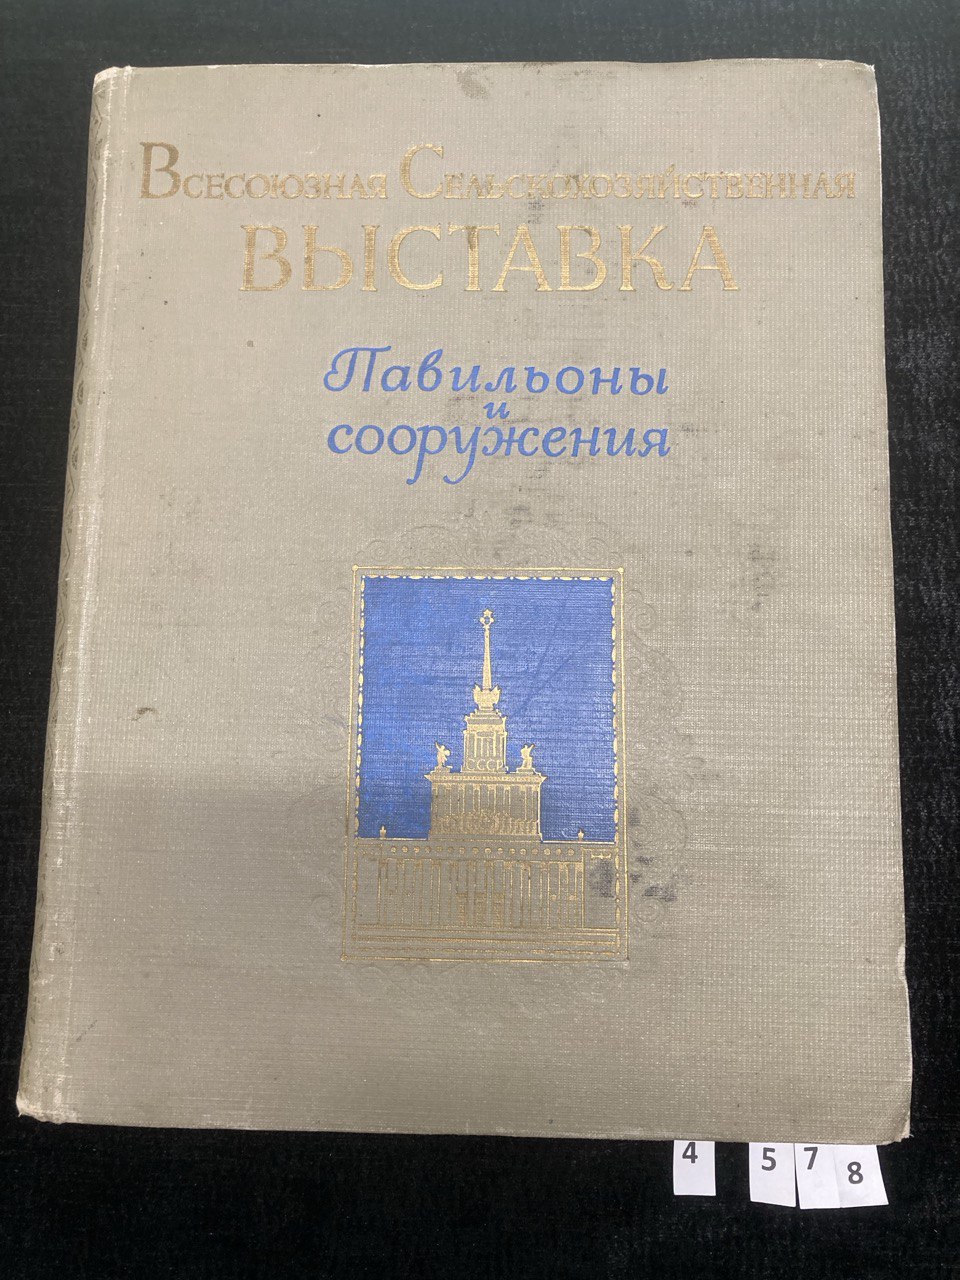 Всесоюзная Сельскохозяйственная
ВЫСТАВКА
Павильоны
и
сооружения
СССР
4 5 7 8